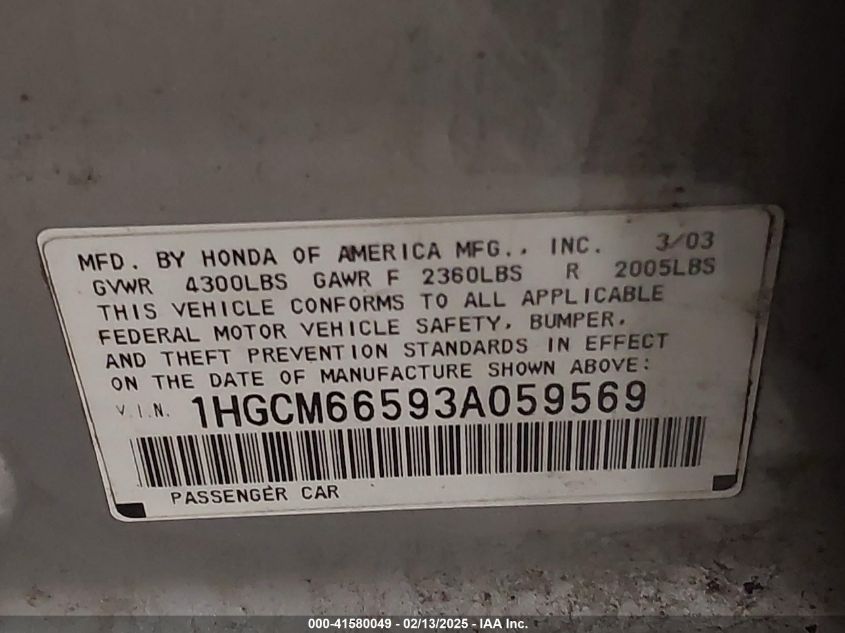 MFD. BY HONDA OF AMERICA MFG., INC. 3/03
GVWR 4300LBS GAWR F 2360LBS R 2005LBS
THIS VEHICLE CONFORMS TO ALL APPLICABLE
FEDERAL MOTOR VEHICLE SAFETY, BUMPER,
AND THEFT PREVENTION STANDARDS IN EFFECT
ON THE DATE OF MANUFACTURE SHOWN ABOVE:
V.I.N. 1HGCM66593A059569
PASSENGER CAR
000-41580049 - 02/13/2025 - IAA Inc.